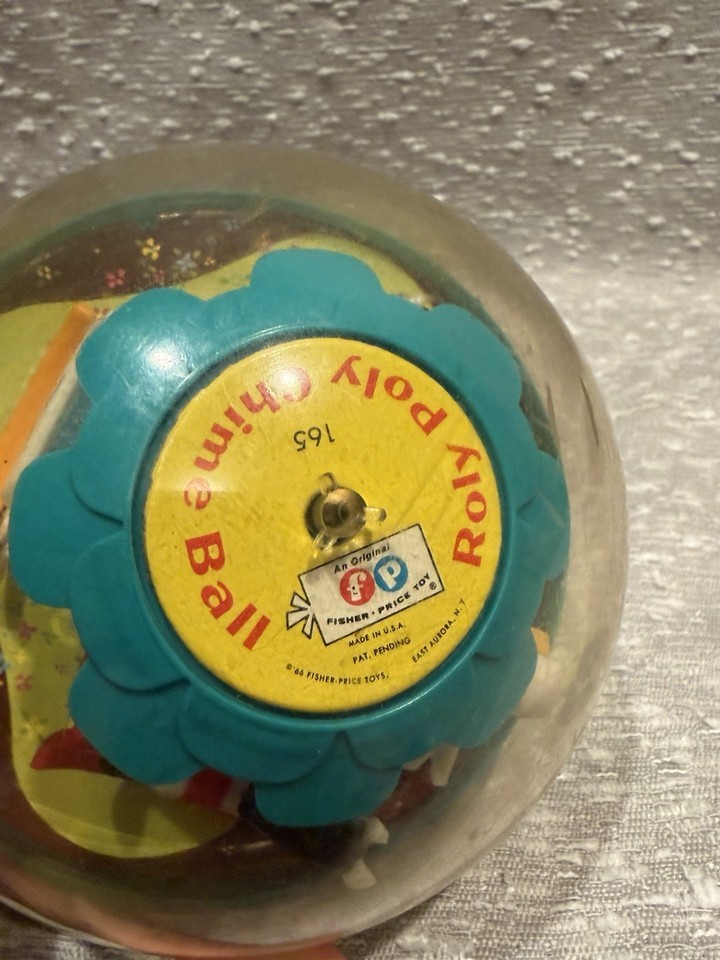 Roly Poly Chime Ball
165
An Original
fp
FISHER-PRICE TOY ®
MADE IN U.S.A.
PAT. PENDING
©'66 FISHER-PRICE TOYS, EAST AURORA, N.Y.